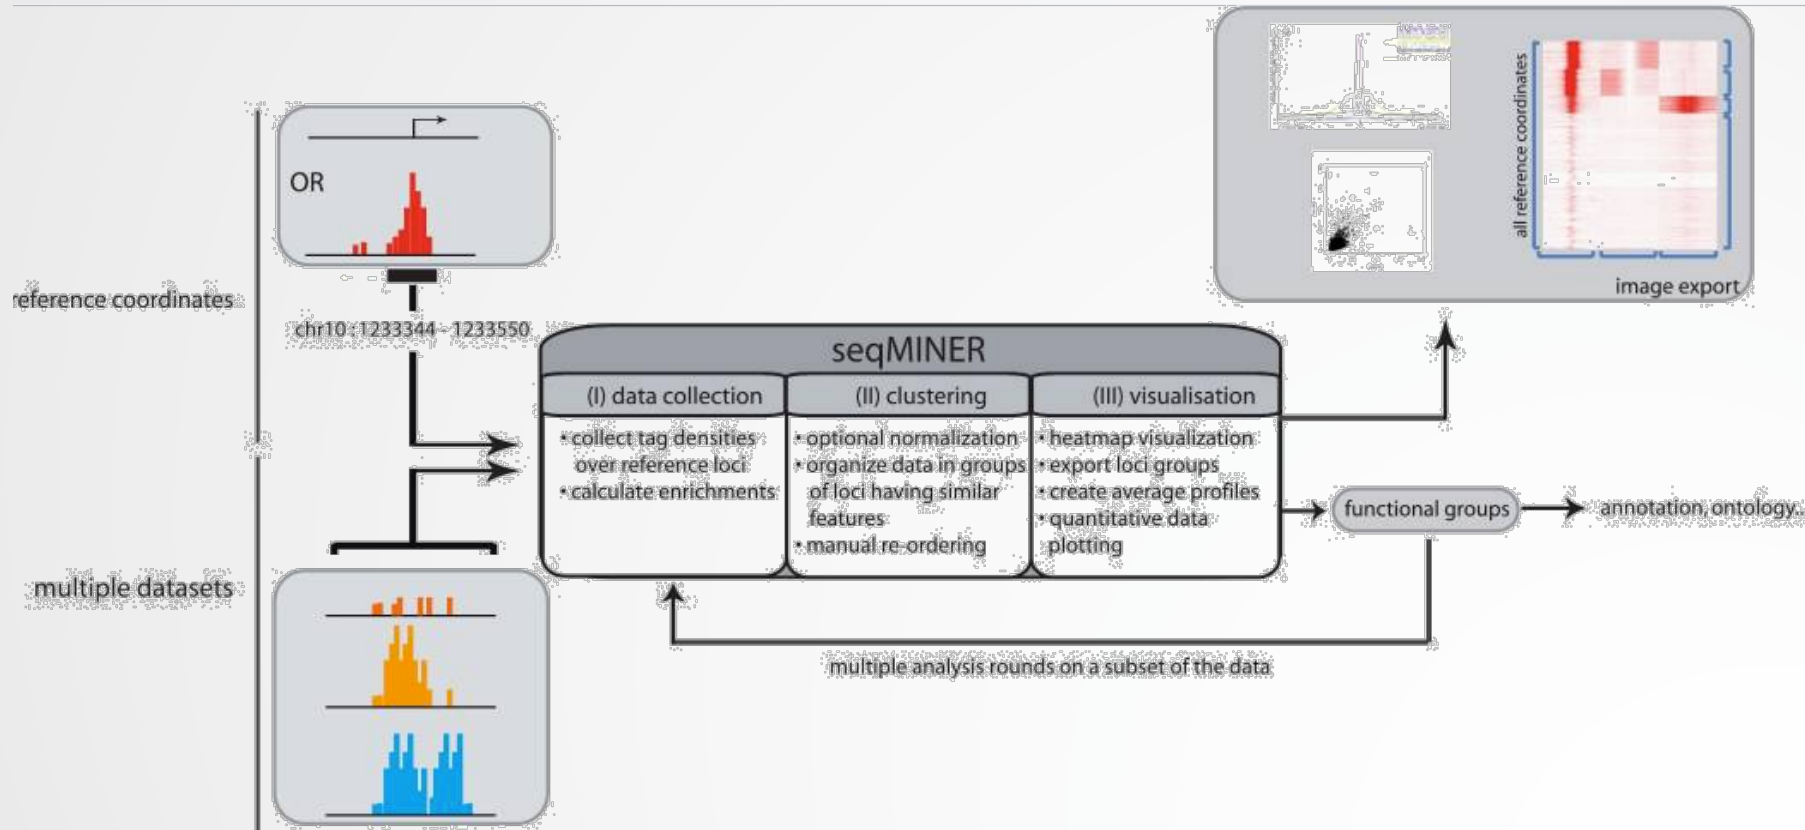 OR
reference coordinates
chr10 : 1233344 - 1233550
multiple datasets
seqMINER
(I) data collection
• collect tag densities
over reference loci
• calculate enrichments
(II) clustering
• optional normalization
• organize data in groups
of loci having similar
features
• manual re-ordering
(III) visualisation
• heatmap visualization
• export loci groups
• create average profiles
• quantitative data
plotting
all reference coordinates
image export
functional groups
annotation, ontology...
multiple analysis rounds on a subset of the data